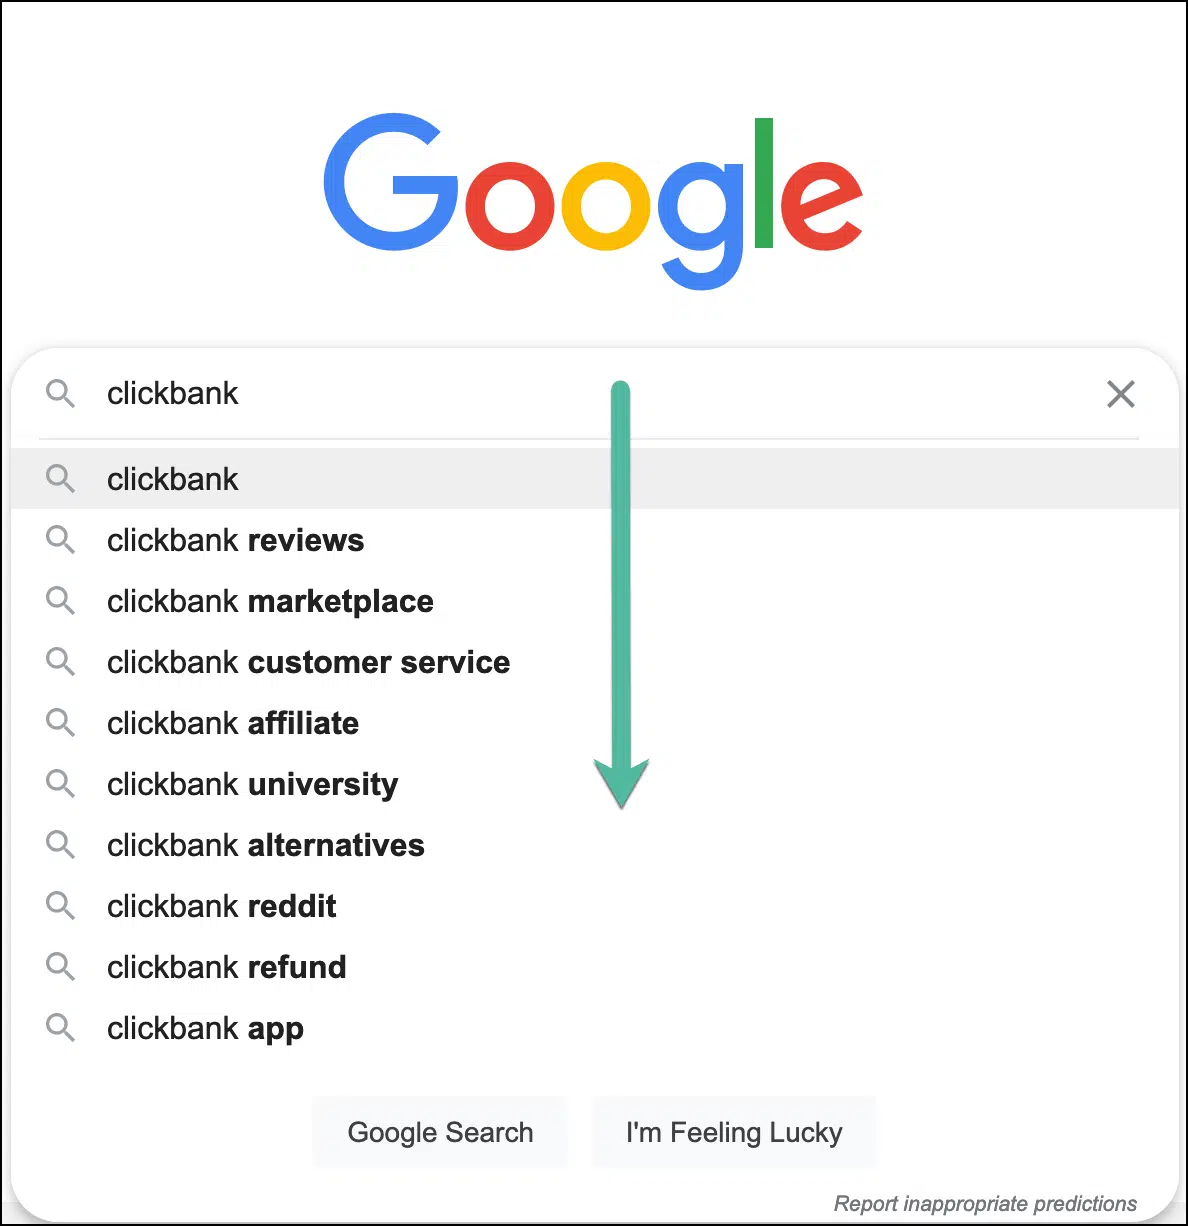 Google
clickbank
clickbank
clickbank reviews
clickbank marketplace
clickbank customer service
clickbank affiliate
clickbank university
clickbank alternatives
clickbank reddit
clickbank refund
clickbank app
Google Search
I'm Feeling Lucky
Report inappropriate predictions